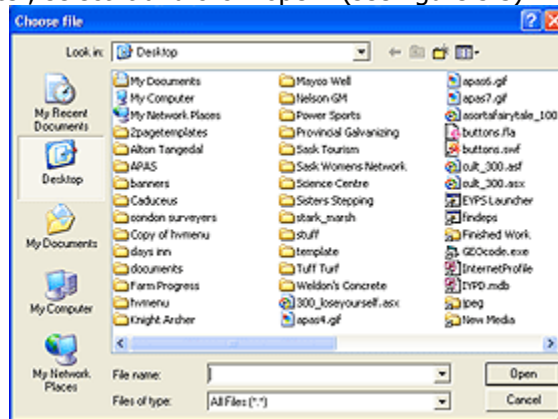 Choose file
Look in: Desktop
My Recent Documents
Desktop
My Documents
My Computer
My Network Places
My Documents
My Computer
My Network Places
2pagetemplates
Alton Tangedal
APAS
banners
Caduceus
condon surveyers
Copy of hvmenu
days inn
documents
Farm Progress
hvmenu
Knight Archer
Mayco Well
Nelson GM
Power Sports
Provincial Galvanizing
Sask Tourism
Sask Womens Network
Science Centre
Sisters Stepping
stark_marsh
stuff
template
Tuff Turf
Weldon's Concrete
300_loseyourself.asx
apas4.gif
apas6.gif
apas7.gif
asortafairytale_100
buttons.fla
buttons.swf
cult_300.asf
cult_300.asx
EYPS Launcher
findeps
Finished Work
GEOcode.exe
InternetProfile
IYPD.mdb
jpeg
New Media
File name:
Open
Files of type: All Files (*.*)
Cancel